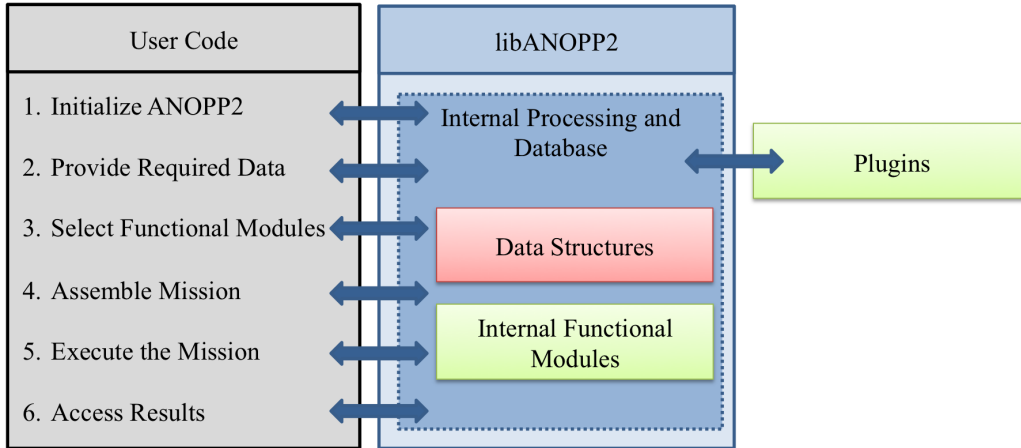 User Code
1. Initialize ANOPP2
2. Provide Required Data
3. Select Functional Modules
4. Assemble Mission
5. Execute the Mission
6. Access Results
libANOPP2
Internal Processing and
Database
Data Structures
Internal Functional
Modules
Plugins